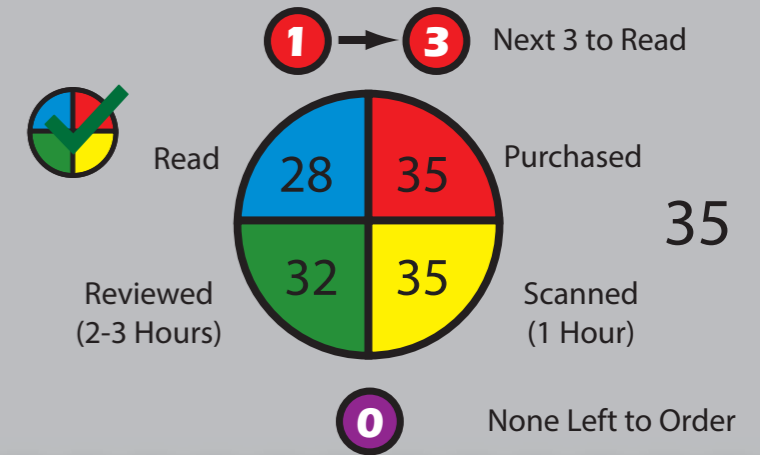 1 3 Next 3 to Read
Read 28 35 Purchased
35
Reviewed 32 35 Scanned
(2-3 Hours) (1 Hour)
0 None Left to Order